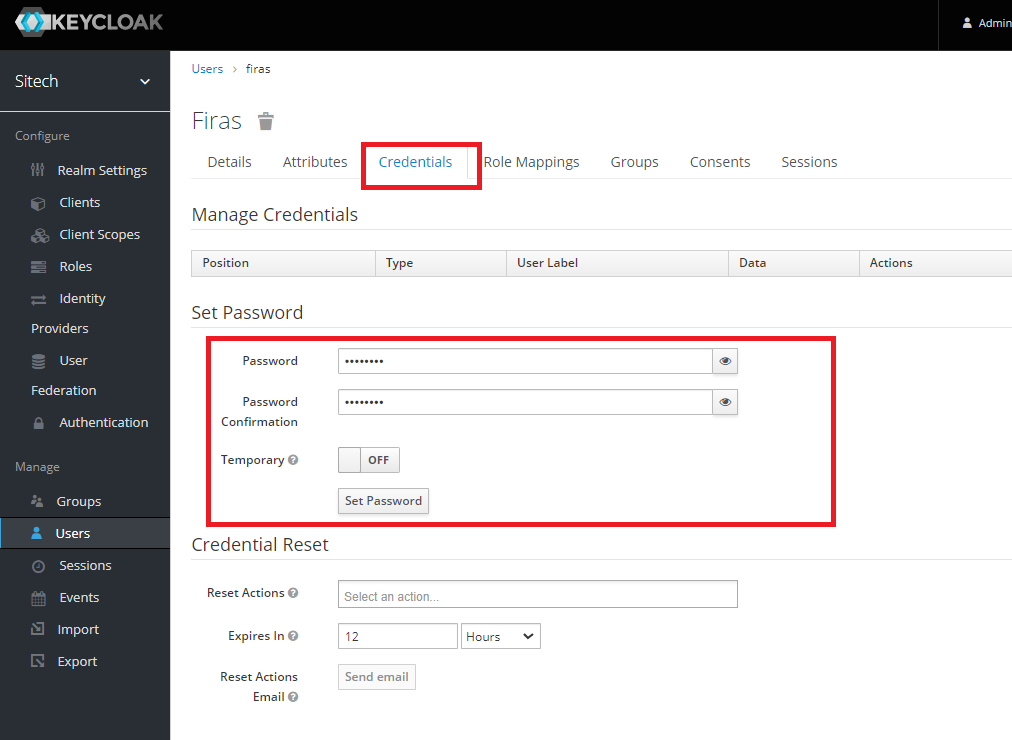 KEYCLOAK
Admin
Sitech
Configure
Realm Settings
Clients
Client Scopes
Roles
Identity
Providers
User
Federation
Authentication
Manage
Groups
Users
Sessions
Events
Import
Export
Users > firas
Firas
Details Attributes Credentials Role Mappings Groups Consents Sessions
Manage Credentials
Position Type User Label Data Actions
Set Password
Password ••••••••
Password
Confirmation ••••••••
Temporary OFF
Set Password
Credential Reset
Reset Actions Select an action...
Expires In 12 Hours
Reset Actions
Email Send email